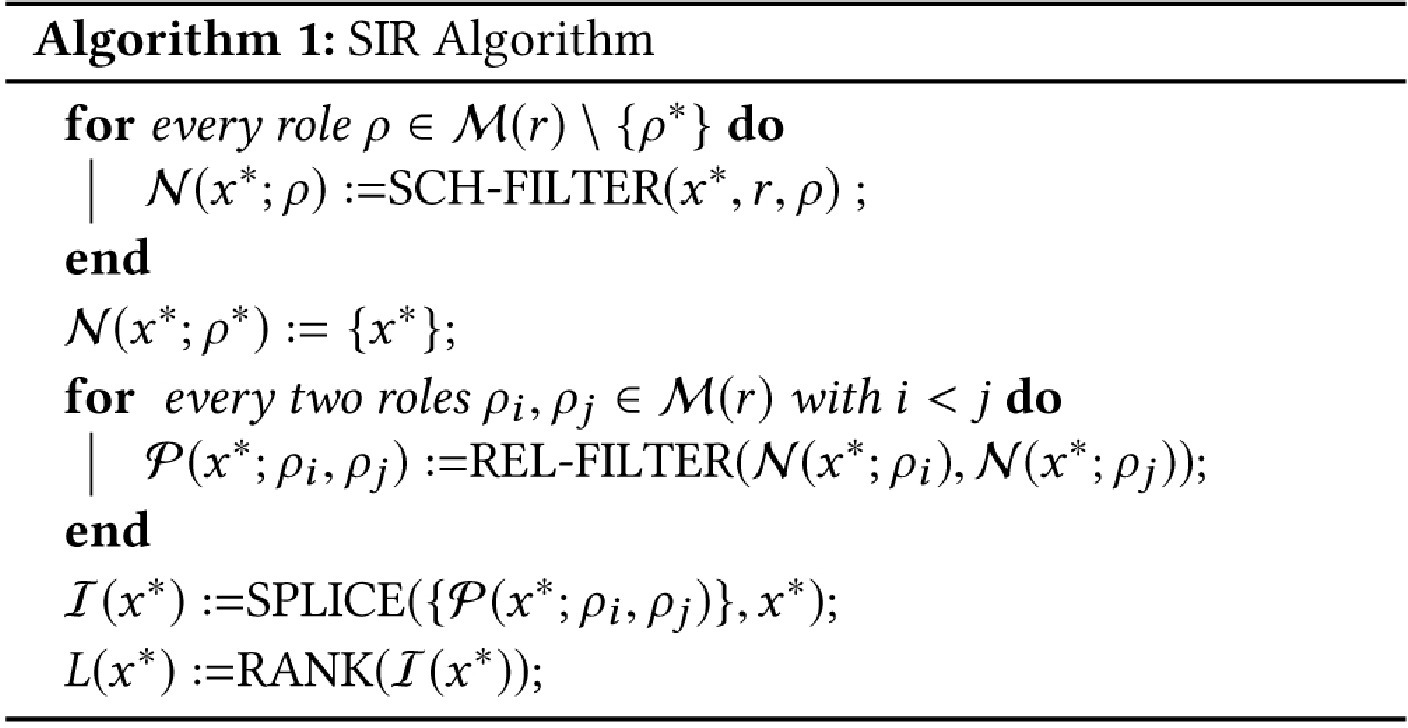 Algorithm 1: SIR Algorithm
for every role ρ ∈ ℳ(r) \ {ρ*} do
𝒩(x*; ρ) :=SCH-FILTER(x*, r, ρ) ;
end
𝒩(x*; ρ*) := {x*};
for every two roles ρᵢ, ρⱼ ∈ ℳ(r) with i < j do
𝒫(x*; ρᵢ, ρⱼ) :=REL-FILTER(𝒩(x*; ρᵢ), 𝒩(x*; ρⱼ));
end
ℐ(x*) :=SPLICE({𝒫(x*; ρᵢ, ρⱼ)}, x*);
L(x*) :=RANK(ℐ(x*));